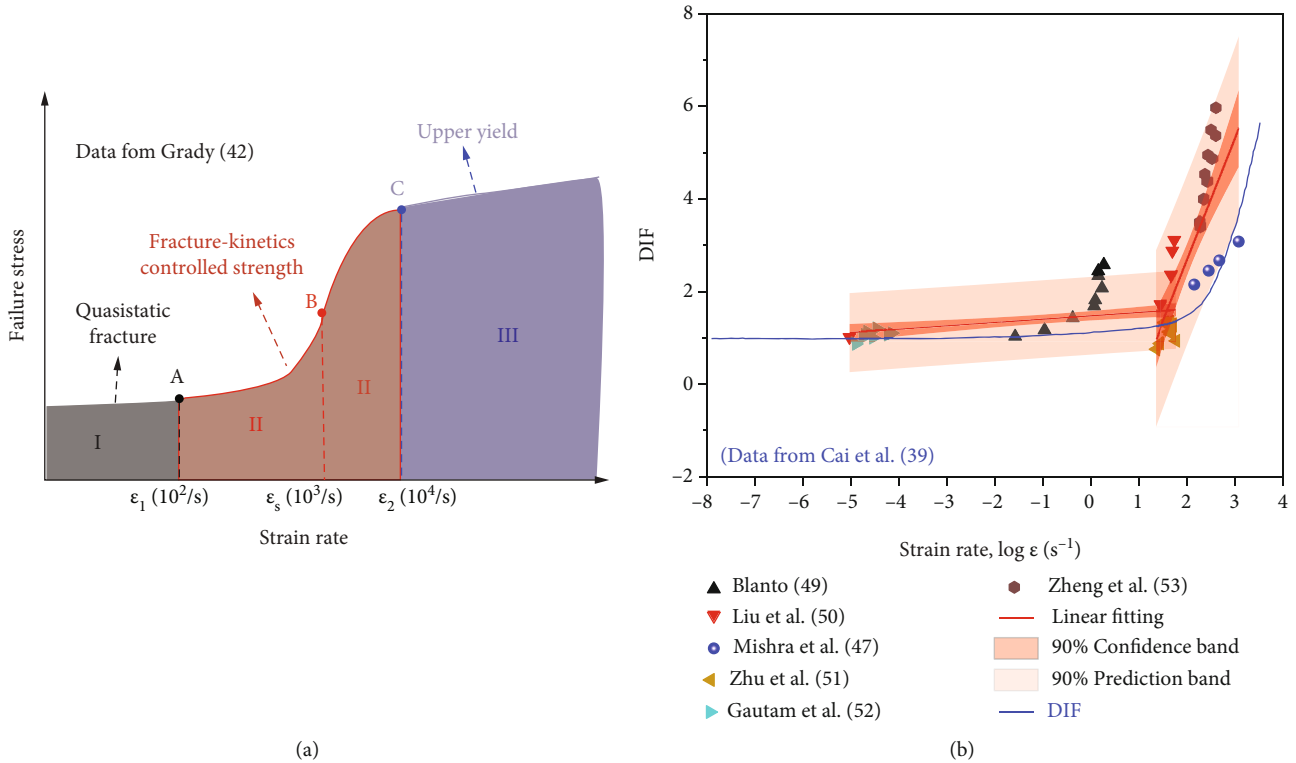 Data fom Grady (42)
Upper yield
C
Fracture-kinetics
controlled strength
B
Quasistatic
fracture
A
I
II
II
III
Failure stress
ε1 (10²/s)
εs (10³/s)
ε2 (10⁴/s)
Strain rate
(a)
8
6
4
2
0
−2
DIF
(Data from Cai et al. (39)
−8 −7 −6 −5 −4 −3 −2 −1 0 1 2 3 4
Strain rate, log ε (s⁻¹)
Blanto (49)
Liu et al. (50)
Mishra et al. (47)
Zhu et al. (51)
Gautam et al. (52)
Zheng et al. (53)
Linear fitting
90% Confidence band
90% Prediction band
DIF
(b)